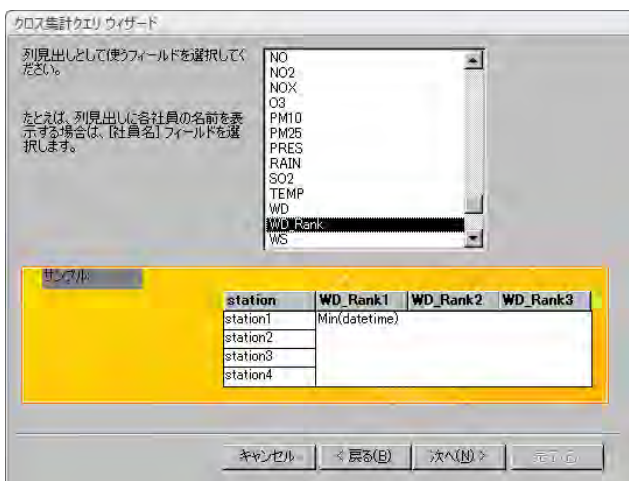 クロス集計クエリ ウィザード
列見出しとして使うフィールドを選択してく
ださい。
たとえば、列見出しに各社員の名前を表
示する場合は、[社員名] フィールドを選
択します。
NO
NO2
NOX
O3
PM10
PM25
PRES
RAIN
SO2
TEMP
WD
WD_Rank
WS
サンプル:
station WD_Rank1 WD_Rank2 WD_Rank3
station1 Min(datetime)
station2
station3
station4
キャンセル < 戻る(B) 次へ(N) > 完了(F)